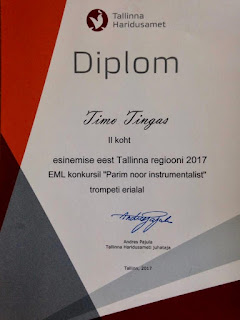 Tallinna
Haridusamet
Diplom
Timo Tingas
II koht
esinemise eest Tallinna regiooni 2017
EML konkursil "Parim noor instrumentalist"
trompeti erialal
Andres Pajula
Tallinna Haridusameti juhataja
Tallinn, 2017